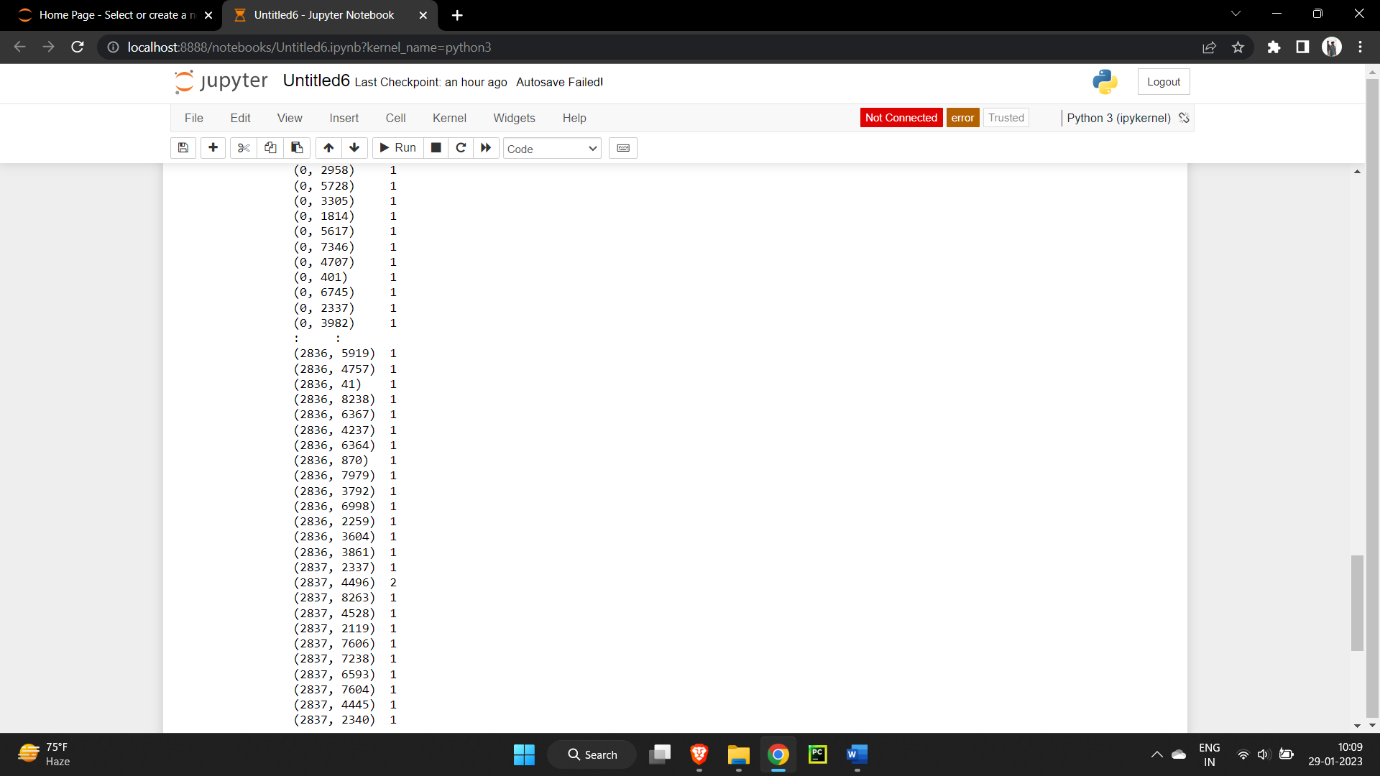 Home Page - Select or create a n
Untitled6 - Jupyter Notebook
localhost:8888/notebooks/Untitled6.ipynb?kernel_name=python3
jupyter Untitled6 Last Checkpoint: an hour ago Autosave Failed!
Logout
File Edit View Insert Cell Kernel Widgets Help Not Connected error Trusted Python 3 (ipykernel)
Run Code
(0, 2958) 1
(0, 5728) 1
(0, 3305) 1
(0, 1814) 1
(0, 5617) 1
(0, 7346) 1
(0, 4707) 1
(0, 401) 1
(0, 6745) 1
(0, 2337) 1
(0, 3982) 1
: :
(2836, 5919) 1
(2836, 4757) 1
(2836, 41) 1
(2836, 8238) 1
(2836, 6367) 1
(2836, 4237) 1
(2836, 6364) 1
(2836, 870) 1
(2836, 7979) 1
(2836, 3792) 1
(2836, 6998) 1
(2836, 2259) 1
(2836, 3604) 1
(2836, 3861) 1
(2837, 2337) 1
(2837, 4496) 2
(2837, 8263) 1
(2837, 4528) 1
(2837, 2119) 1
(2837, 7606) 1
(2837, 7238) 1
(2837, 6593) 1
(2837, 7604) 1
(2837, 4445) 1
(2837, 2340) 1
75°F
Haze
Search
PC
W
ENG
IN
10:09
29-01-2023